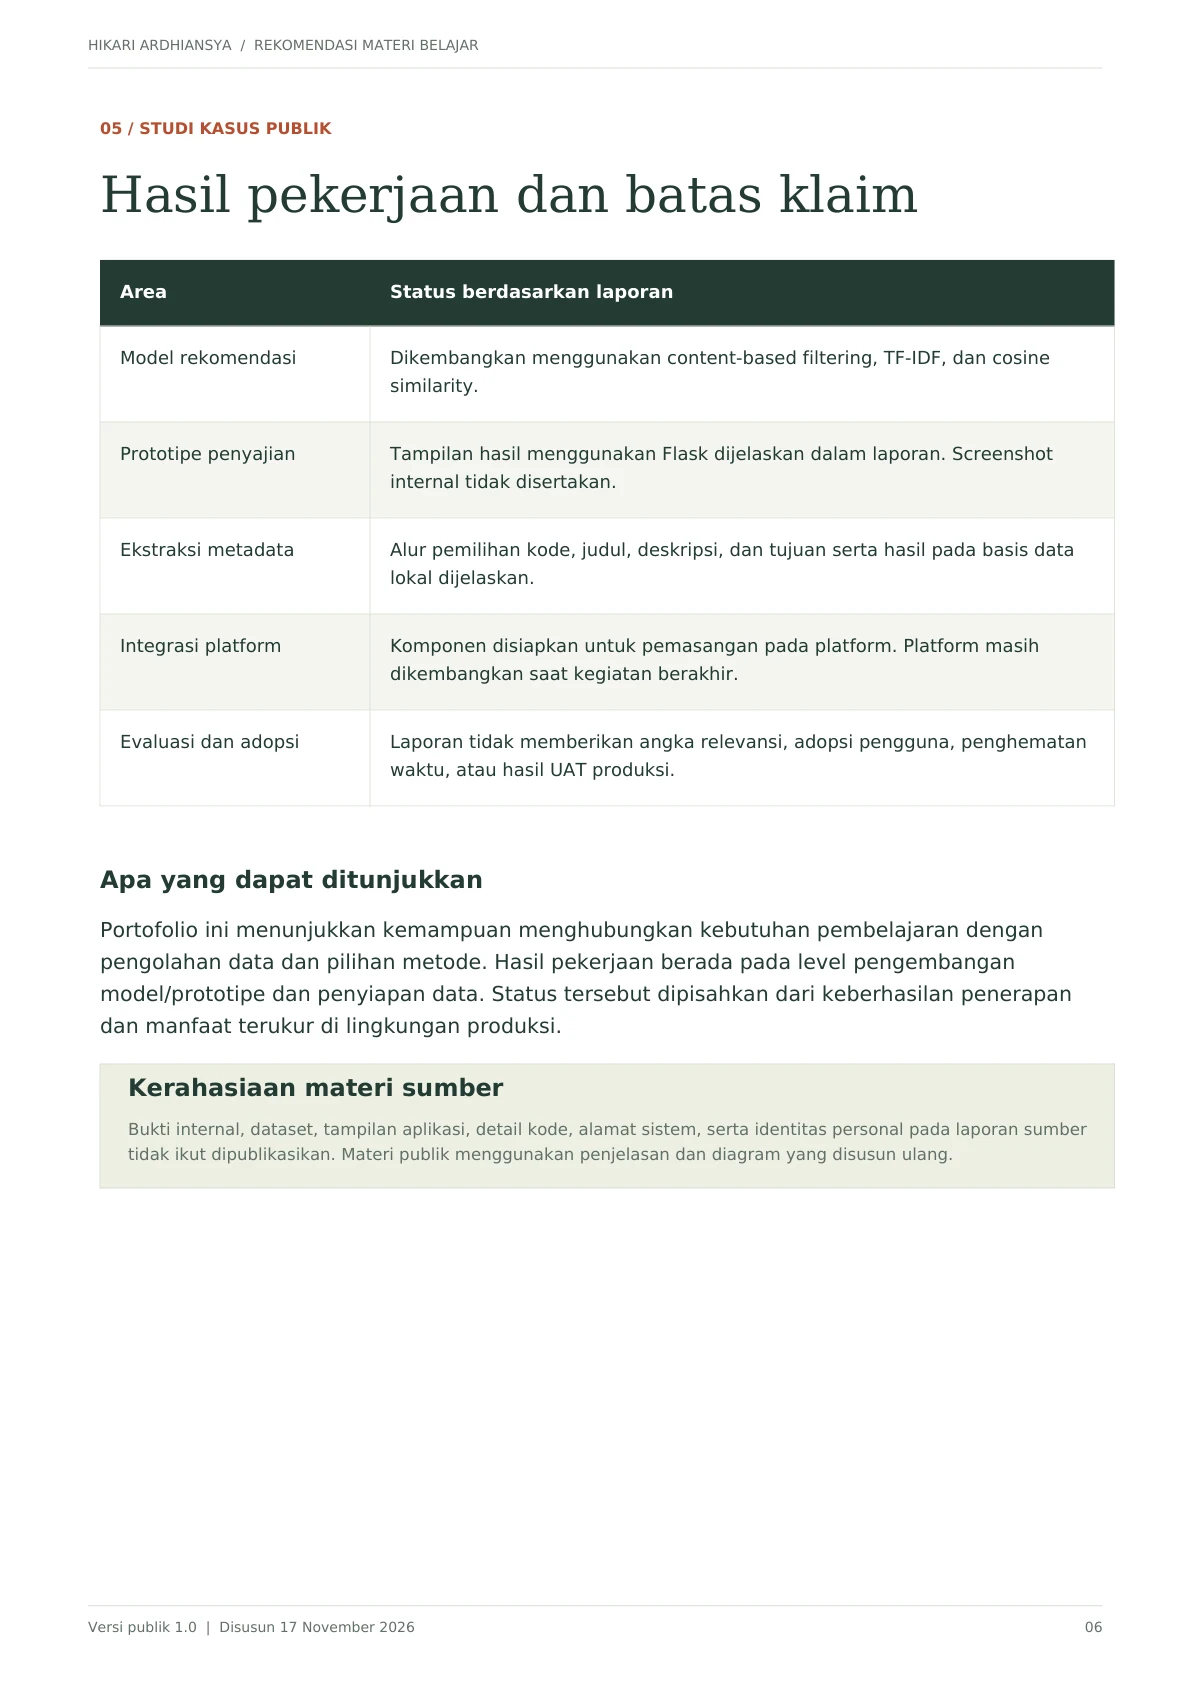 HIKARI ARDHIANSYA / REKOMENDASI MATERI BELAJAR
05 / STUDI KASUS PUBLIK
Hasil pekerjaan dan batas klaim
Area
Status berdasarkan laporan
Model rekomendasi
Dikembangkan menggunakan content-based filtering, TF-IDF, dan cosine
similarity.
Prototipe penyajian
Tampilan hasil menggunakan Flask dijelaskan dalam laporan. Screenshot
internal tidak disertakan.
Ekstraksi metadata
Alur pemilihan kode, judul, deskripsi, dan tujuan serta hasil pada basis data
lokal dijelaskan.
Integrasi platform
Komponen disiapkan untuk pemasangan pada platform. Platform masih
dikembangkan saat kegiatan berakhir.
Evaluasi dan adopsi
Laporan tidak memberikan angka relevansi, adopsi pengguna, penghematan
waktu, atau hasil UAT produksi.
Apa yang dapat ditunjukkan
Portofolio ini menunjukkan kemampuan menghubungkan kebutuhan pembelajaran dengan
pengolahan data dan pilihan metode. Hasil pekerjaan berada pada level pengembangan
model/prototipe dan penyiapan data. Status tersebut dipisahkan dari keberhasilan penerapan
dan manfaat terukur di lingkungan produksi.
Kerahasiaan materi sumber
Bukti internal, dataset, tampilan aplikasi, detail kode, alamat sistem, serta identitas personal pada laporan sumber
tidak ikut dipublikasikan. Materi publik menggunakan penjelasan dan diagram yang disusun ulang.
Versi publik 1.0 | Disusun 17 November 2026
06